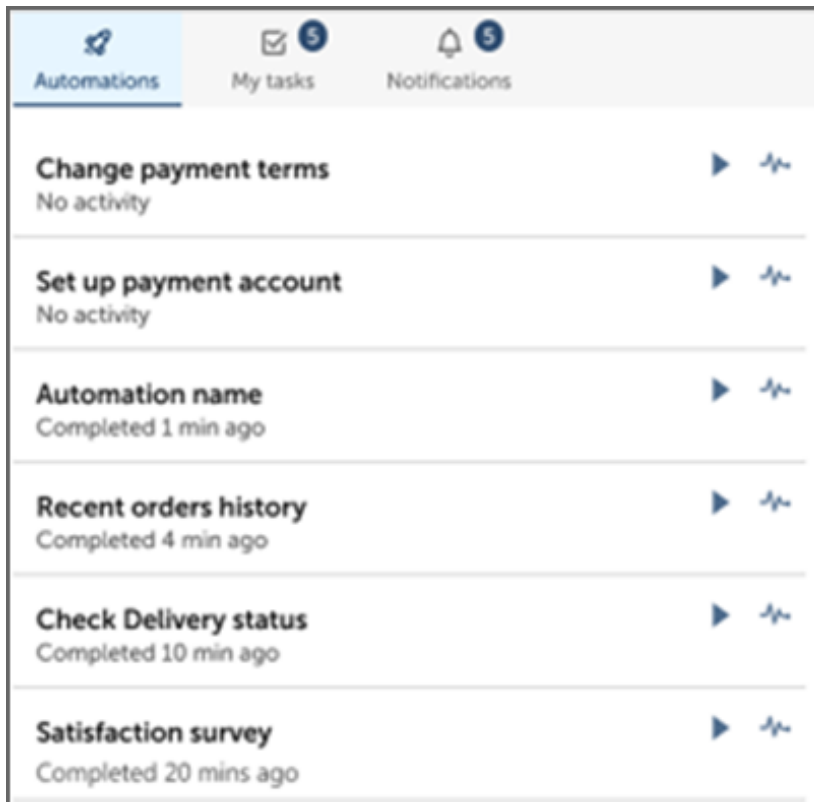 5 5
Automations My tasks Notifications
Change payment terms
No activity
Set up payment account
No activity
Automation name
Completed 1 min ago
Recent orders history
Completed 4 min ago
Check Delivery status
Completed 10 min ago
Satisfaction survey
Completed 20 mins ago